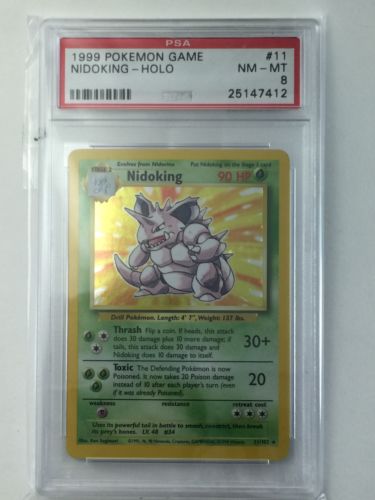 PSA
1999 POKEMON GAME #11
NIDOKING-HOLO NM-MT
8
25147412
Evolves from Nidorino Put Nidoking on the Stage 1 card
STAGE 2
Nidoking 90 HP
Drill Pokémon. Length: 4' 7", Weight: 137 lbs.
Thrash Flip a coin. If heads, this attack
does 30 damage plus 10 more damage; if
tails, this attack does 30 damage and
Nidoking does 10 damage to itself.
30+
Toxic The Defending Pokémon is now
Poisoned. It now takes 20 Poison damage
instead of 10 after each player's turn (even
if it was already Poisoned).
20
weakness resistance retreat cost
Uses its powerful tail in battle to smash, constrict, then break
its prey's bones. LV. 48 #34
Illus. Ken Sugimori
11/102 ★